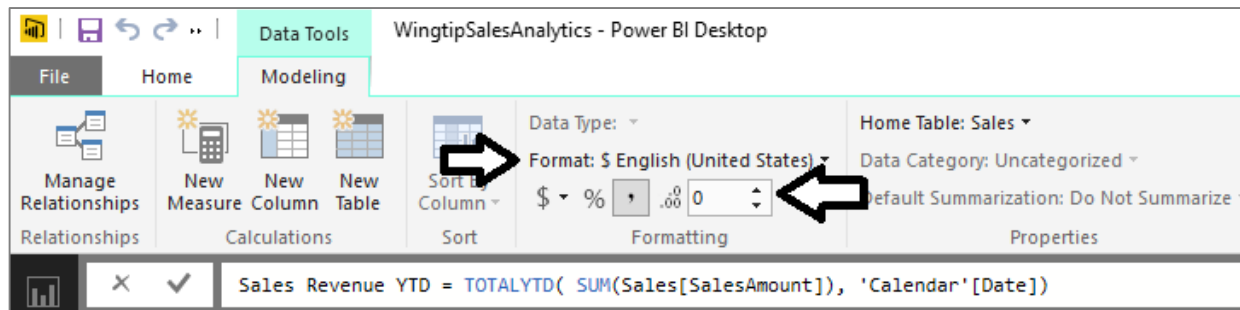 WingtipSalesAnalytics - Power BI Desktop
Data Tools
File Home Modeling
Data Type:
Home Table: Sales
Format: $ English (United States)
Data Category: Uncategorized
Manage Relationships
New Measure
New Column
New Table
Sort By Column
$ % , .00 0
Default Summarization: Do Not Summarize
Relationships Calculations Sort Formatting Properties
Sales Revenue YTD = TOTALYTD( SUM(Sales[SalesAmount]), 'Calendar'[Date])